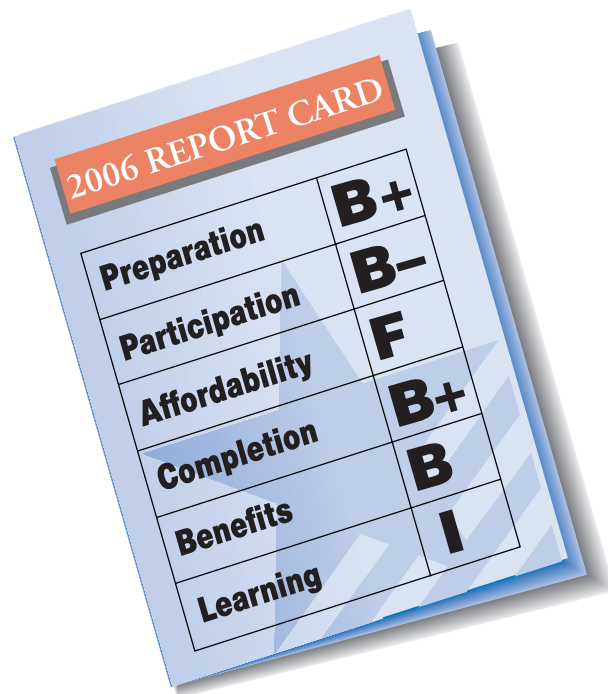 2006 REPORT CARD
Preparation B+
Participation B–
Affordability F
Completion B+
Benefits B
Learning I